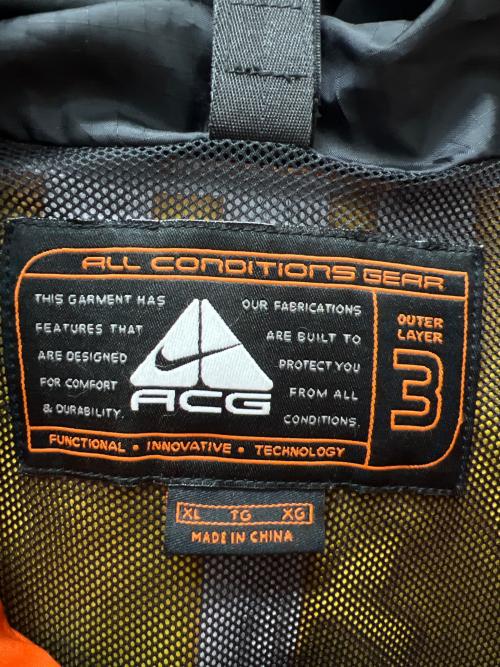 ALL CONDITIONS GEAR
THIS GARMENT HAS
FEATURES THAT
ARE DESIGNED
FOR COMFORT
& DURABILITY.
ACG
OUR FABRICATIONS
ARE BUILT TO
PROTECT YOU
FROM ALL
CONDITIONS.
OUTER
LAYER
3
FUNCTIONAL • INNOVATIVE • TECHNOLOGY
XL TG XG
MADE IN CHINA